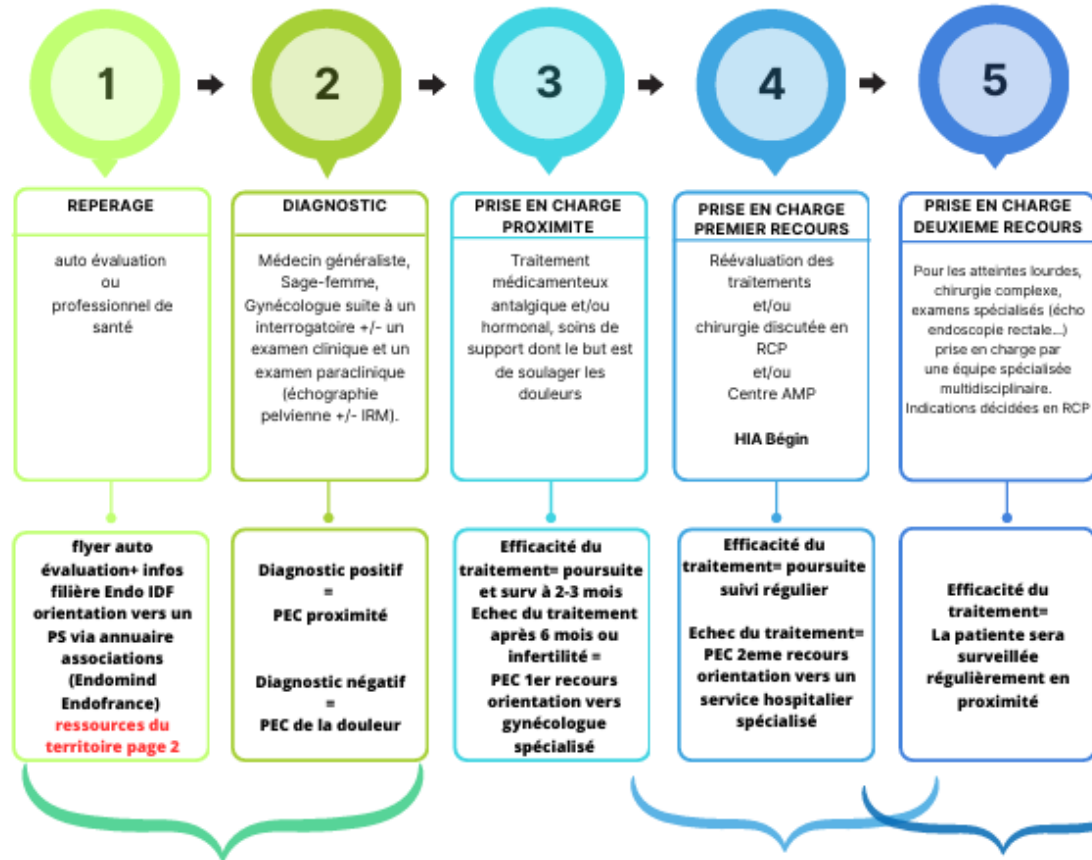 1
2
3
4
5
REPERAGE
auto évaluation
ou
professionnel de
santé
DIAGNOSTIC
Médecin généraliste,
Sage-femme,
Gynécologue suite à un
interrogatoire +/- un
examen clinique et un
examen paraclinique
(échographie
pelvienne +/- IRM).
PRISE EN CHARGE
PROXIMITE
Traitement
médicamenteux
antalgique et/ou
hormonal, soins de
support dont le but est
de soulager les
douleurs
PRISE EN CHARGE
PREMIER RECOURS
Réévaluation des
traitements
et/ou
chirurgie discutée en
RCP
et/ou
Centre AMP
HIA Bégin
PRISE EN CHARGE
DEUXIEME RECOURS
Pour les atteintes lourdes,
chirurgie complexe,
examens spécialisés (écho
endoscopie rectale...)
prise en charge par
une équipe spécialisée
multidisciplinaire.
Indications décidées en RCP
flyer auto
évaluation+ infos
filière Endo IDF
orientation vers un
PS via annuaire
associations
(Endomind
Endofrance)
ressources du
territoire page 2
Diagnostic positif
=
PEC proximité
Diagnostic négatif
=
PEC de la douleur
Efficacité du
traitement= poursuite
et surv à 2-3 mois
Echec du traitement
après 6 mois ou
infertilité =
PEC 1er recours
orientation vers
gynécologue
spécialisé
Efficacité du
traitement= poursuite
suivi régulier
Echec du traitement=
PEC 2eme recours
orientation vers un
service hospitalier
spécialisé
Efficacité du
traitement=
La patiente sera
surveillée
régulièrement en
proximité